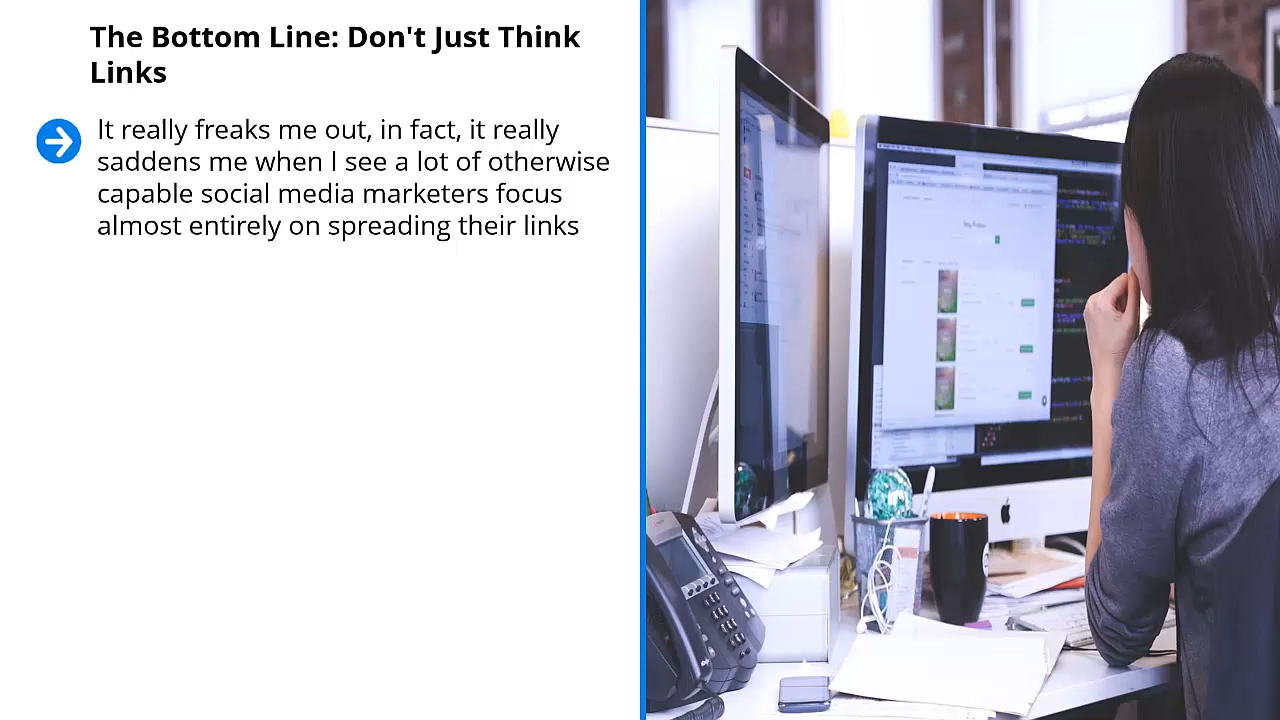 The Bottom Line: Don't Just Think
Links
It really freaks me out, in fact, it really
saddens me when I see a lot of otherwise
capable social media marketers focus
almost entirely on spreading their links